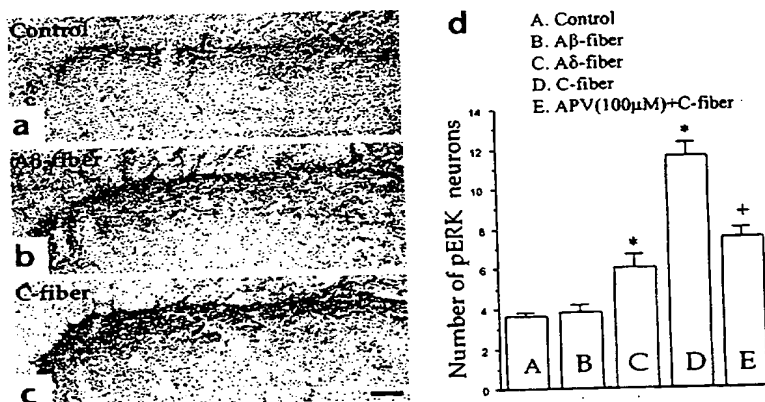 Control
a
Aβ-fiber
b
C-fiber
c
d
A. Control
B. Aβ-fiber
C. Aδ-fiber
D. C-fiber
E. APV(100μM)+C-fiber
Number of pERK neurons
14
12
10
8
6
4
2
0
*
*
+
A
B
C
D
E